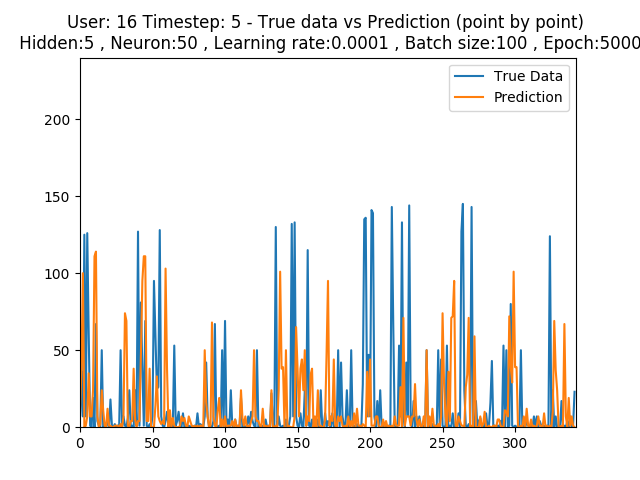 User: 16 Timestep: 5 - True data vs Prediction (point by point)
Hidden:5 , Neuron:50 , Learning rate:0.0001 , Batch size:100 , Epoch:5000
True Data
Prediction
200
150
100
50
0
0 50 100 150 200 250 300